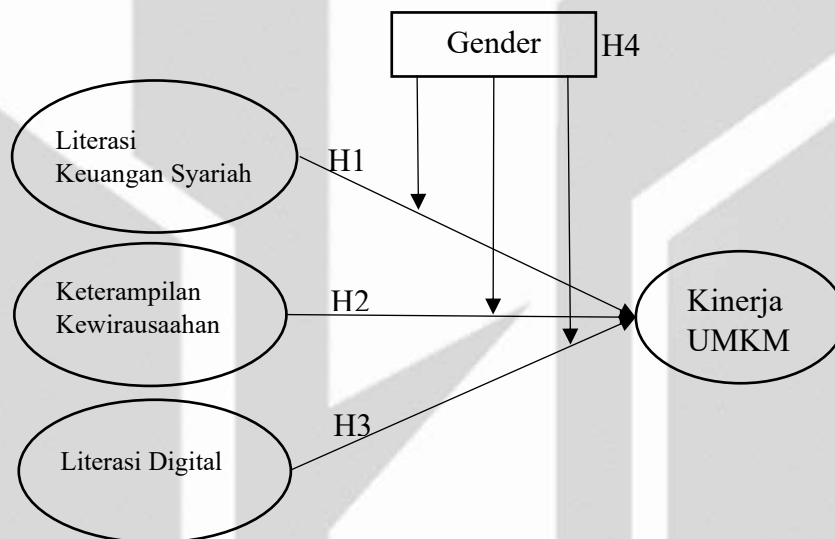 Gender
H4
Literasi
Keuangan Syariah
H1
Keterampilan
Kewirausaahan
H2
Kinerja
UMKM
H3
Literasi Digital